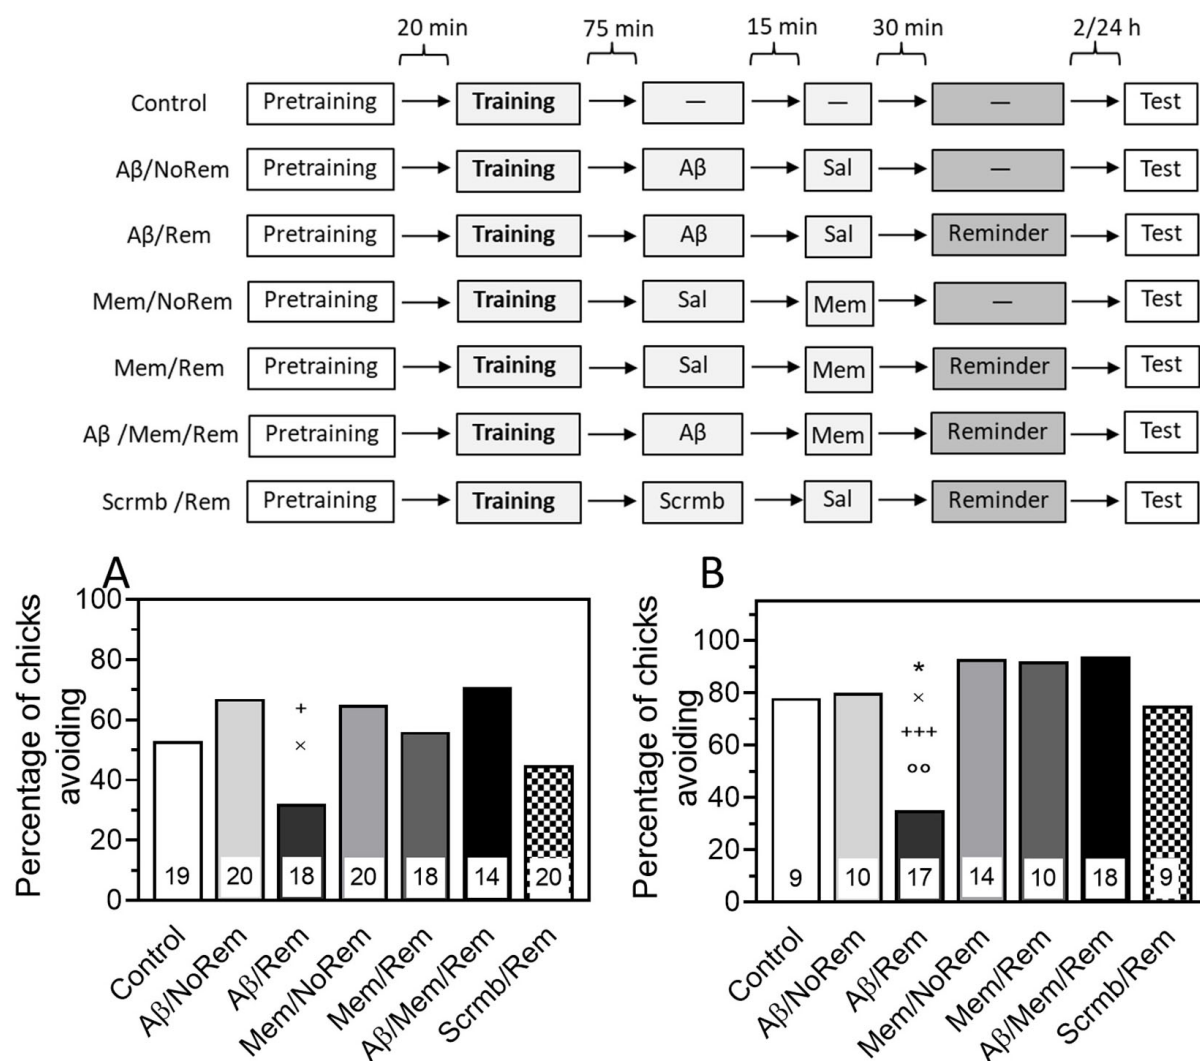 20 min 75 min 15 min 30 min 2/24 h
Control Pretraining Training — — — Test
Aβ/NoRem Pretraining Training Aβ Sal — Test
Aβ/Rem Pretraining Training Aβ Sal Reminder Test
Mem/NoRem Pretraining Training Sal Mem — Test
Mem/Rem Pretraining Training Sal Mem Reminder Test
Aβ /Mem/Rem Pretraining Training Aβ Mem Reminder Test
Scrmb /Rem Pretraining Training Scrmb Sal Reminder Test
A
Percentage of chicks
avoiding
100
80
60
40
20
0
+
×
19 20 18 20 18 14 20
Control Aβ/NoRem Aβ/Rem Mem/NoRem Mem/Rem Aβ/Mem/Rem Scrmb/Rem
B
Percentage of chicks
avoiding
100
80
60
40
20
0
*
×
+++
oo
9 10 17 14 10 18 9
Control Aβ/NoRem Aβ/Rem Mem/NoRem Mem/Rem Aβ/Mem/Rem Scrmb/Rem